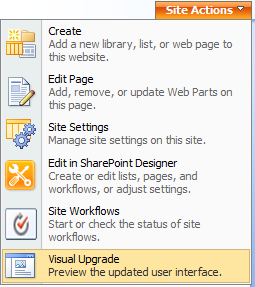 Site Actions
Create
Add a new library, list, or web page to
this website.
Edit Page
Add, remove, or update Web Parts on
this page.
Site Settings
Manage site settings on this site.
Edit in SharePoint Designer
Create or edit lists, pages, and
workflows, or adjust settings.
Site Workflows
Start or check the status of site
workflows.
Visual Upgrade
Preview the updated user interface.